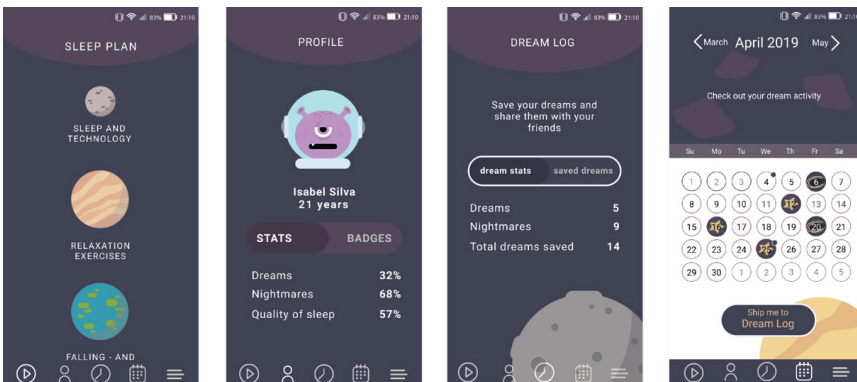 83% 21:10
SLEEP PLAN
SLEEP AND
TECHNOLOGY
RELAXATION
EXERCISES
FALLING - AND
83% 21:10
PROFILE
Isabel Silva
21 years
STATS BADGES
Dreams 32%
Nightmares 68%
Quality of sleep 57%
83% 21:10
DREAM LOG
Save your dreams and
share them with your
friends
dream stats saved dreams
Dreams 5
Nightmares 9
Total dreams saved 14
83% 21:10
March April 2019 May
Check out your dream activity
Su Mo Tu We Th Fr Sa
1 2 3 4 5 6 7
8 9 10 11 13 14
15 17 18 19 20 21
22 23 24 26 27 28
29 30 1 2 3 4 5
Ship me to
Dream Log